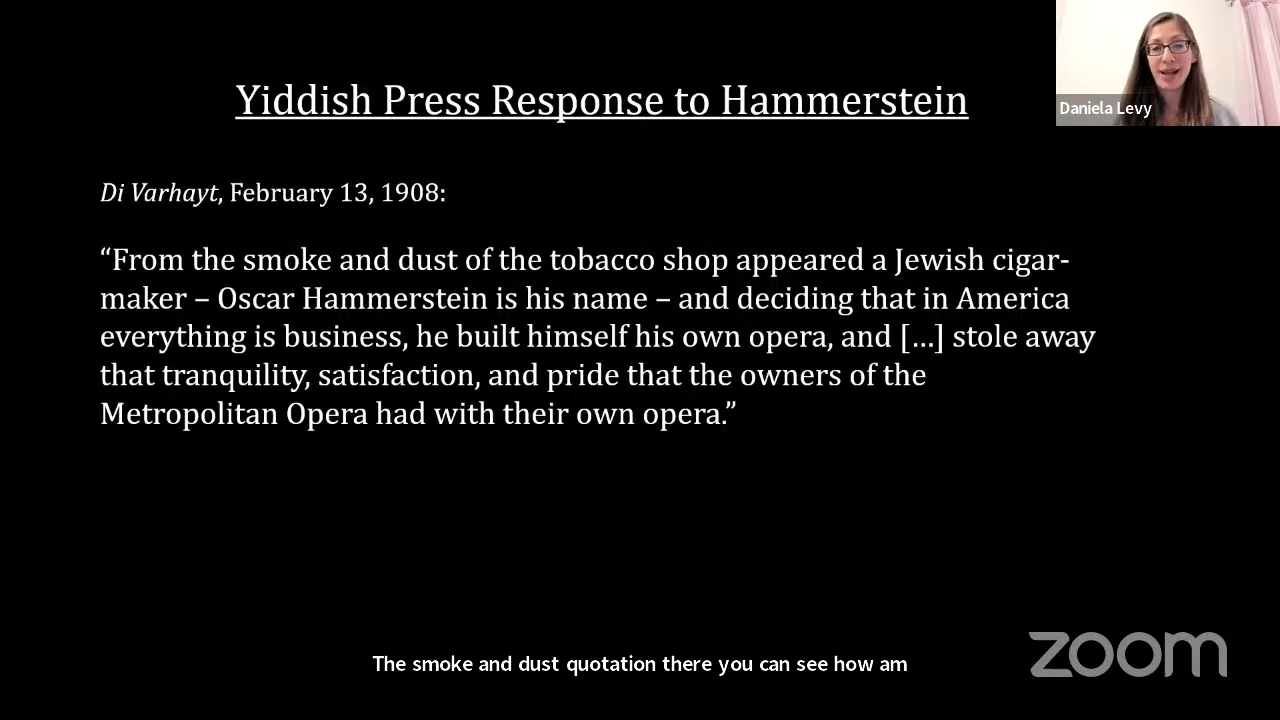 Yiddish Press Response to Hammerstein
Daniela Levy
Di Varhayt, February 13, 1908:
“From the smoke and dust of the tobacco shop appeared a Jewish cigar-
maker – Oscar Hammerstein is his name – and deciding that in America
everything is business, he built himself his own opera, and [...] stole away
that tranquility, satisfaction, and pride that the owners of the
Metropolitan Opera had with their own opera.”
The smoke and dust quotation there you can see how am
zoom